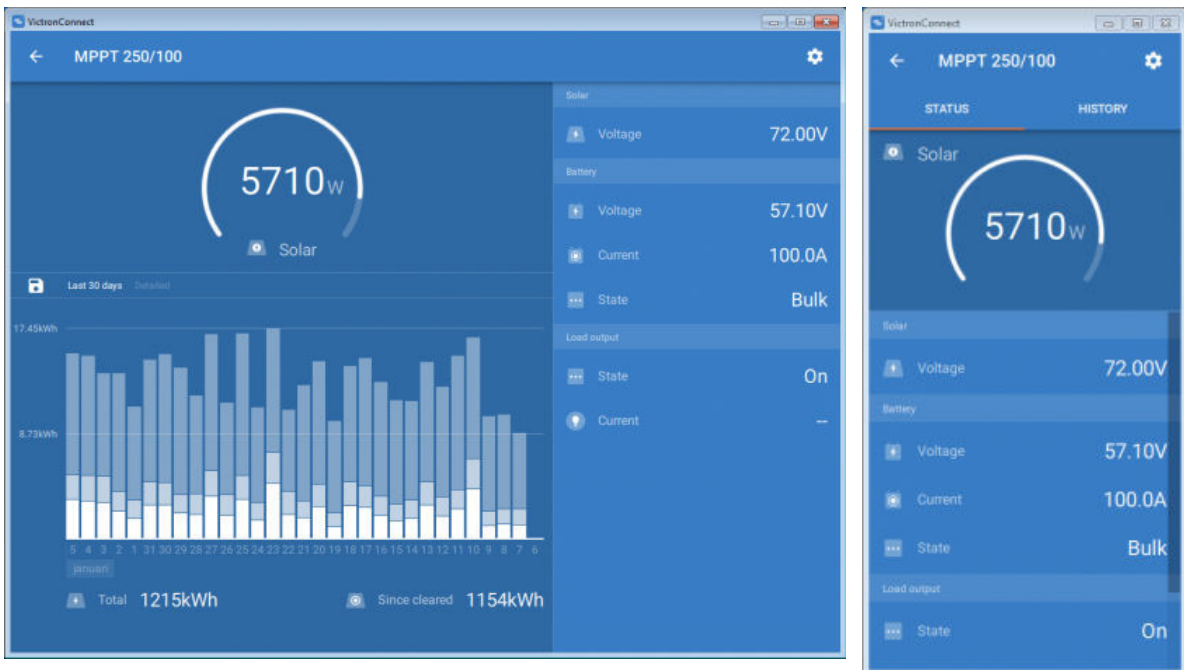 VictronConnect
MPPT 250/100
5710W
Solar
Last 30 days Detailed
17.45kWh
8.73kWh
5 4 3 2 1 31 30 29 28 27 26 25 24 23 22 21 20 19 18 17 16 15 14 13 12 11 10 9 8 7 6
januari
Total 1215kWh
Since cleared 1154kWh
Solar
Voltage 72.00V
Battery
Voltage 57.10V
Current 100.0A
State Bulk
Load output
State On
Current --
VictronConnect
MPPT 250/100
STATUS HISTORY
Solar
5710W
Solar
Voltage 72.00V
Battery
Voltage 57.10V
Current 100.0A
State Bulk
Load output
State On